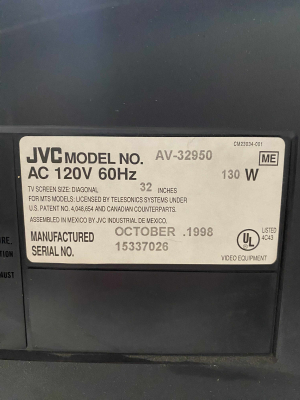 CM23034-001
JVC MODEL NO. AV-32950
ME
AC 120V 60Hz 130 W
TV SCREEN SIZE: DIAGONAL 32 INCHES
FOR MTS MODELS: LICENSED BY TELESONICS SYSTEMS UNDER
U.S. PATENT NO. 4,048,654 AND CANADIAN COUNTERPARTS.
ASSEMBLED IN MEXICO BY JVC INDUSTRIAL DE MEXICO.
MANUFACTURED OCTOBER .1998
SERIAL NO. 15337026
UL LISTED
4C43
VIDEO EQUIPMENT